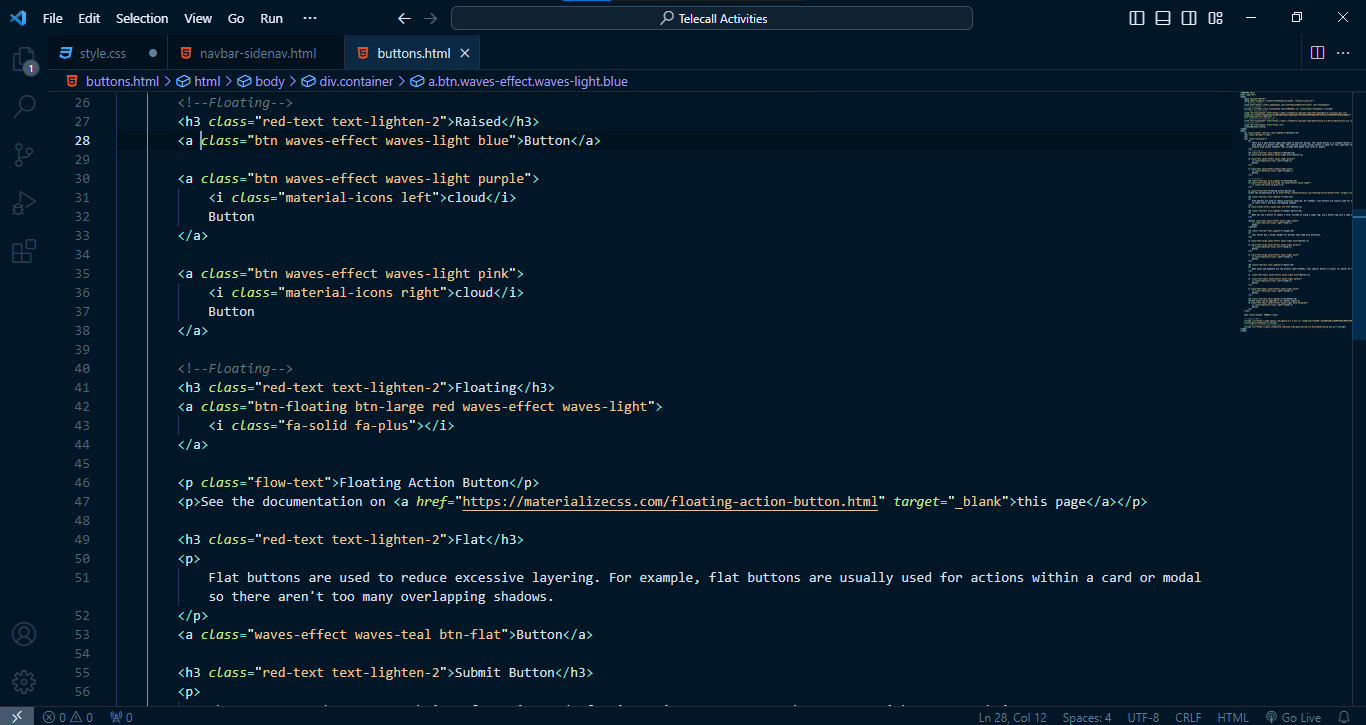 File Edit Selection View Go Run ··· Telecall Activities
1
style.css navbar-sidenav.html buttons.html
buttons.html > html > body > div.container > a.btn.waves-effect.waves-light.blue
26 <!--Floating-->
27 <h3 class="red-text text-lighten-2">Raised</h3>
28 <a class="btn waves-effect waves-light blue">Button</a>
29
30 <a class="btn waves-effect waves-light purple">
31 <i class="material-icons left">cloud</i>
32 Button
33 </a>
34
35 <a class="btn waves-effect waves-light pink">
36 <i class="material-icons right">cloud</i>
37 Button
38 </a>
39
40 <!--Floating-->
41 <h3 class="red-text text-lighten-2">Floating</h3>
42 <a class="btn-floating btn-large red waves-effect waves-light">
43 <i class="fa-solid fa-plus"></i>
44 </a>
45
46 <p class="flow-text">Floating Action Button</p>
47 <p>See the documentation on <a href="https://materializecss.com/floating-action-button.html" target="_blank">this page</a></p>
48
49 <h3 class="red-text text-lighten-2">Flat</h3>
50 <p>
51 Flat buttons are used to reduce excessive layering. For example, flat buttons are usually used for actions within a card or modal
so there aren't too many overlapping shadows.
52 </p>
53 <a class="waves-effect waves-teal btn-flat">Button</a>
54
55 <h3 class="red-text text-lighten-2">Submit Button</h3>
56 <p>
0 0 0 Ln 28, Col 12 Spaces: 4 UTF-8 CRLF HTML Go Live